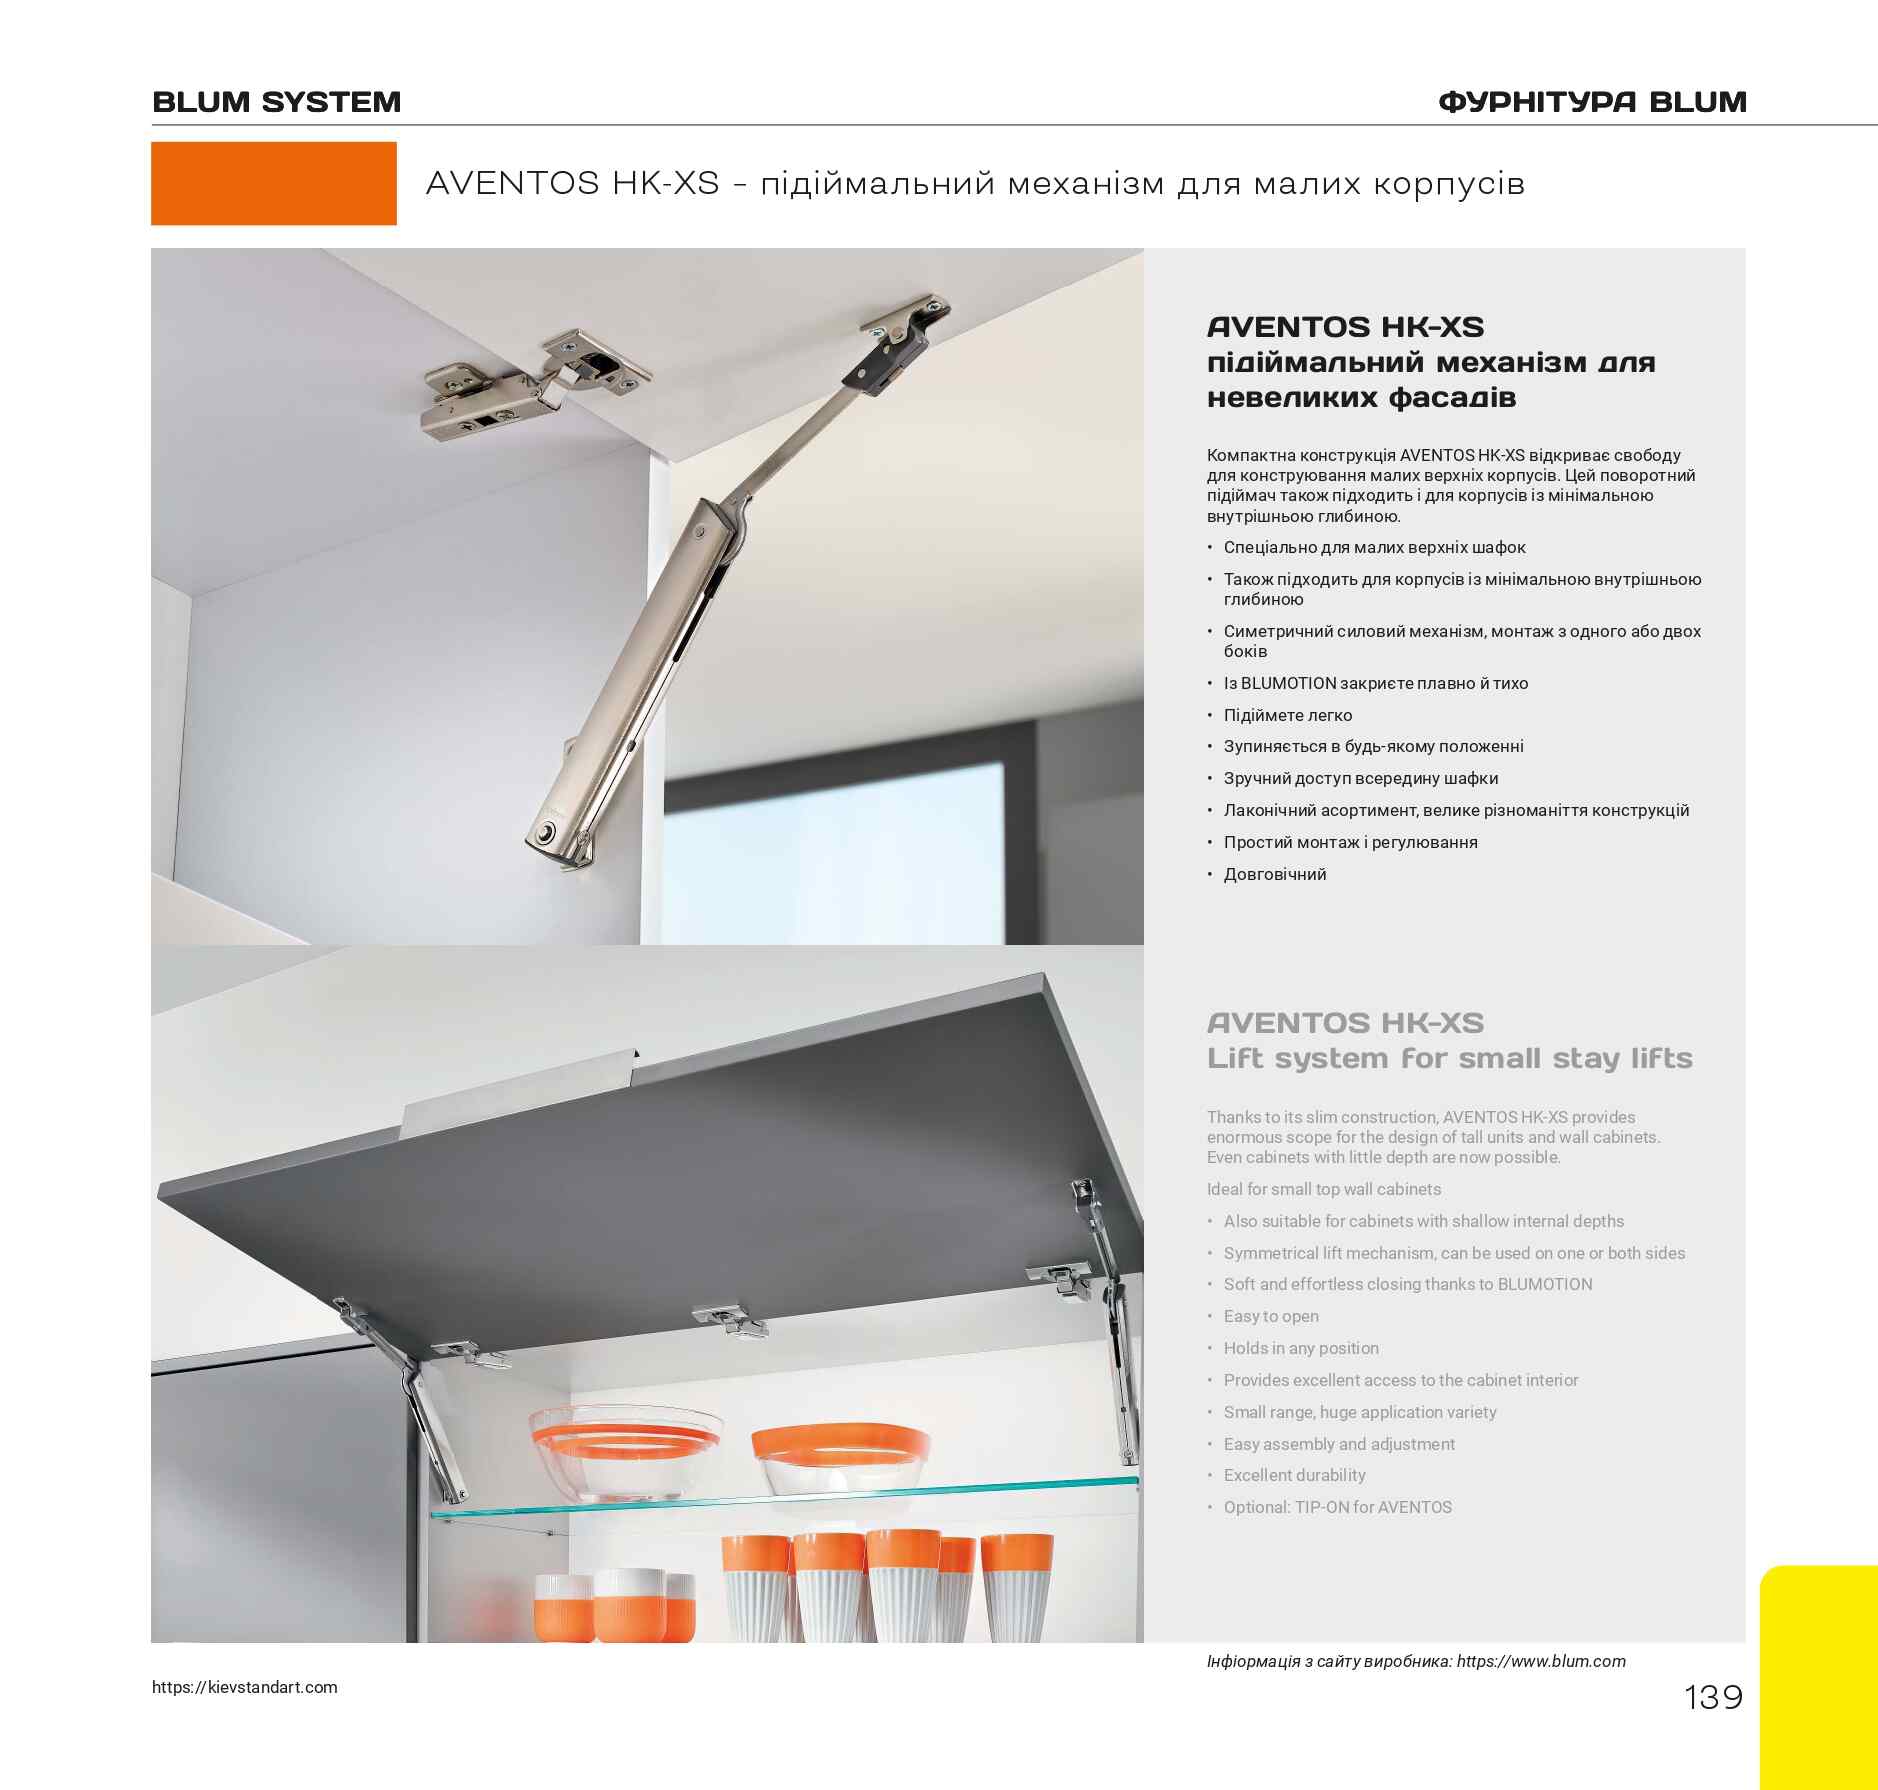 BLUM SYSTEM
ФУРНІТУРА BLUM
AVENTOS HK-XS – підіймальний механізм для малих корпусів
AVENTOS HK-XS
підіймальний механізм для
невеликих фасадів
Компактна конструкція AVENTOS HK-XS відкриває свободу
для конструювання малих верхніх корпусів. Цей поворотний
підіймач також підходить і для корпусів із мінімальною
внутрішньою глибиною.
• Спеціально для малих верхніх шафок
• Також підходить для корпусів із мінімальною внутрішньою
глибиною
• Симетричний силовий механізм, монтаж з одного або двох
боків
• Із BLUMOTION закриєте плавно й тихо
• Підіймете легко
• Зупиняється в будь-якому положенні
• Зручний доступ всередину шафки
• Лаконічний асортимент, велике різноманіття конструкцій
• Простий монтаж і регулювання
• Довговічний
AVENTOS HK-XS
Lift system for small stay lifts
Thanks to its slim construction, AVENTOS HK-XS provides
enormous scope for the design of tall units and wall cabinets.
Even cabinets with little depth are now possible.
Ideal for small top wall cabinets
• Also suitable for cabinets with shallow internal depths
• Symmetrical lift mechanism, can be used on one or both sides
• Soft and effortless closing thanks to BLUMOTION
• Easy to open
• Holds in any position
• Provides excellent access to the cabinet interior
• Small range, huge application variety
• Easy assembly and adjustment
• Excellent durability
• Optional: TIP-ON for AVENTOS
Інфіормація з сайту виробника: https://www.blum.com
https://kievstandart.com
139